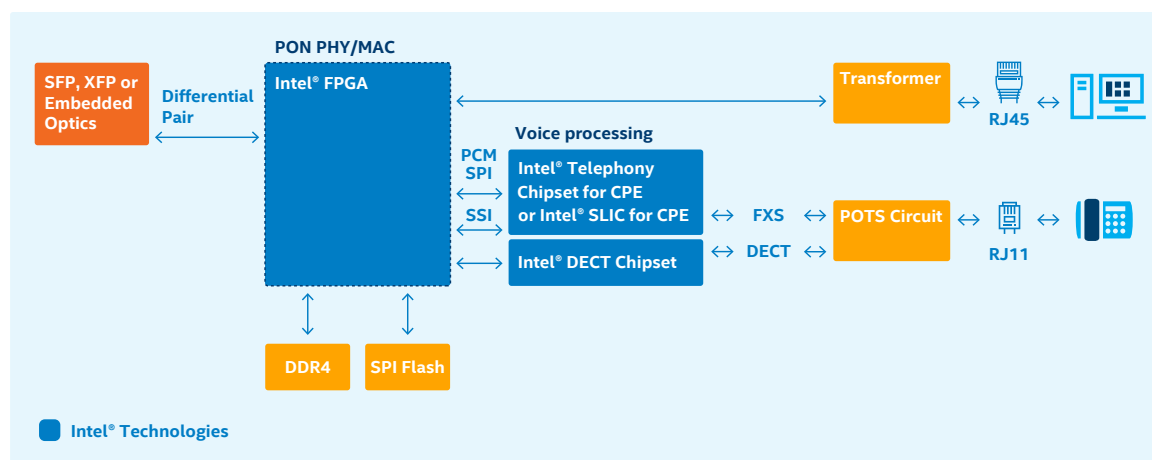 PON PHY/MAC
Intel® FPGA
SFP, XFP or
Embedded
Optics
Differential
Pair
Transformer
RJ45
Voice processing
PCM
SPI
SSI
Intel® Telephony
Chipset for CPE
or Intel® SLIC for CPE
Intel® DECT Chipset
FXS
DECT
POTS Circuit
RJ11
DDR4
SPI Flash
Intel® Technologies